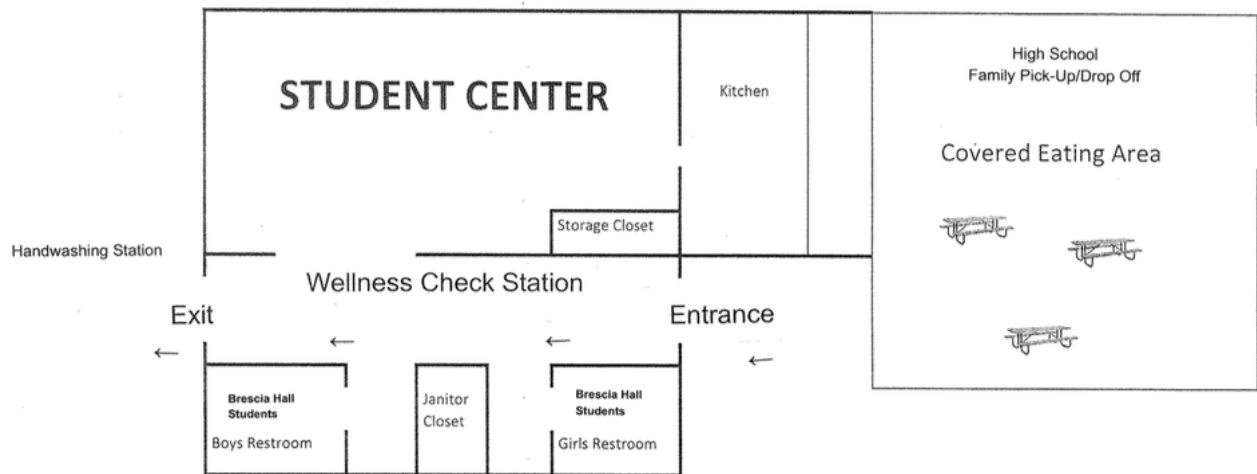 High School
Family Pick-Up/Drop Off
STUDENT CENTER
Kitchen
Covered Eating Area
Storage Closet
Handwashing Station
Wellness Check Station
Exit
Entrance
Brescia Hall
Students
Boys Restroom
Janitor
Closet
Brescia Hall
Students
Girls Restroom